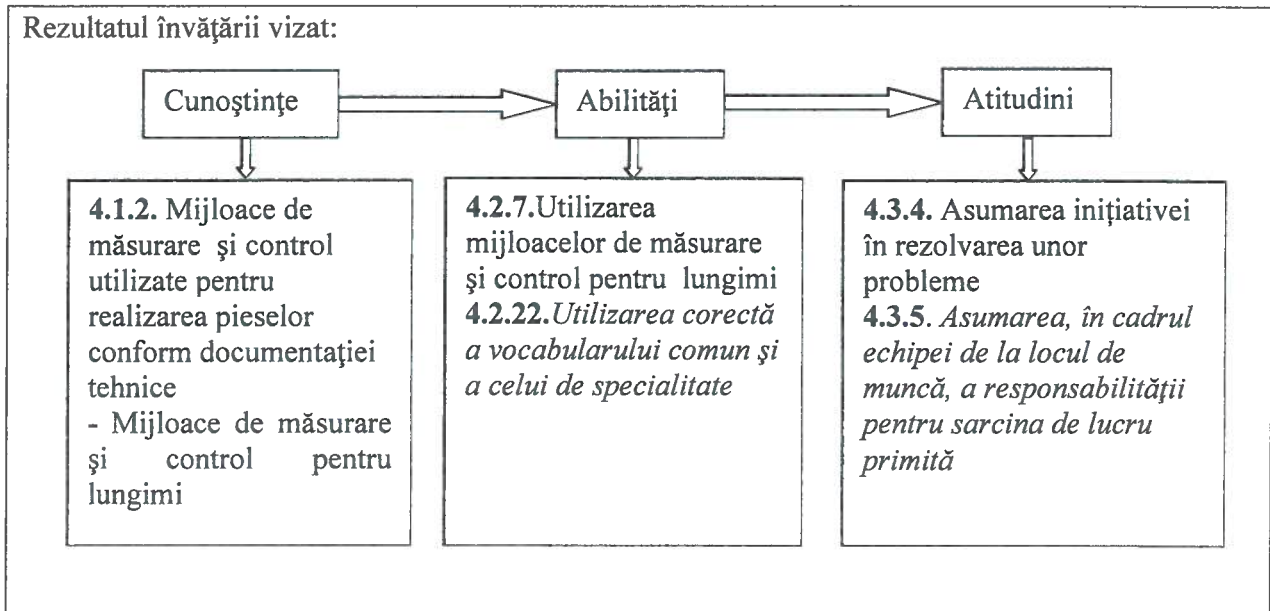 Rezultatul învăţării vizat:
Cunoştinţe
Abilităţi
Atitudini
4.1.2. Mijloace de
măsurare şi control
utilizate pentru
realizarea pieselor
conform documentaţiei
tehnice
- Mijloace de măsurare
şi control pentru
lungimi
4.2.7.Utilizarea
mijloacelor de măsurare
şi control pentru lungimi
4.2.22.Utilizarea corectă
a vocabularului comun şi
a celui de specialitate
4.3.4. Asumarea iniţiativei
în rezolvarea unor
probleme
4.3.5. Asumarea, în cadrul
echipei de la locul de
muncă, a responsabilităţii
pentru sarcina de lucru
primită